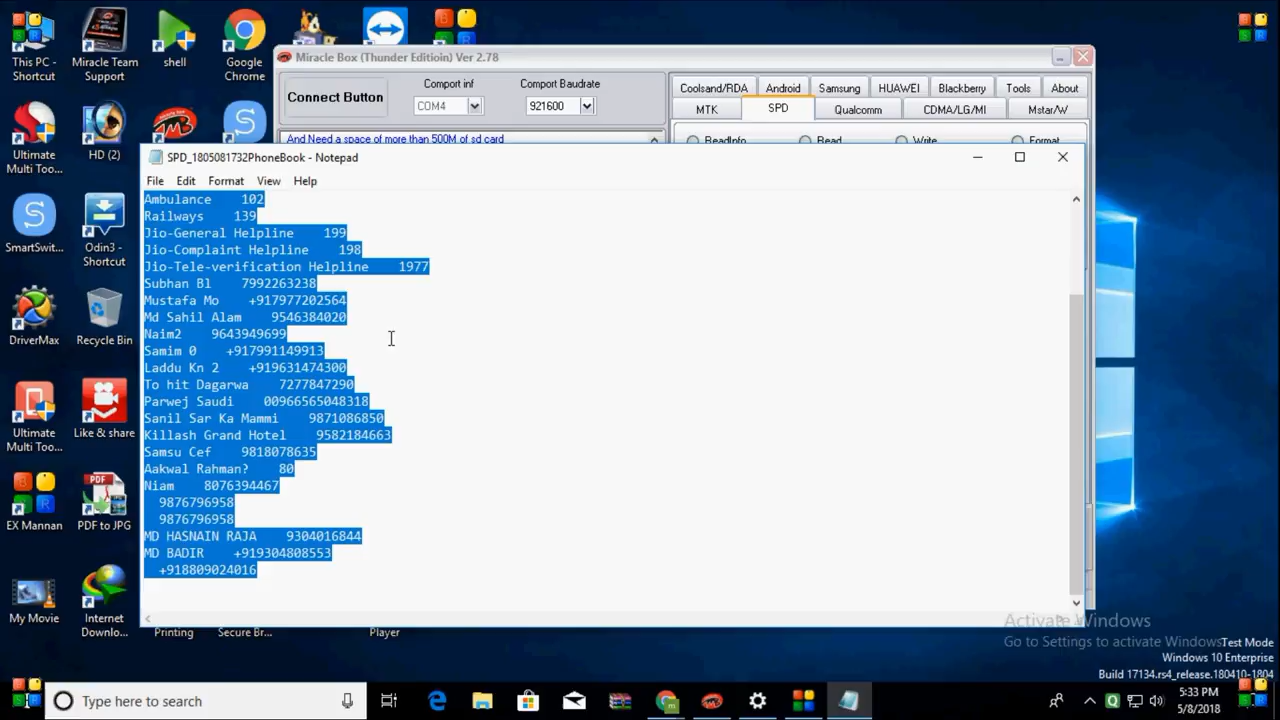 This PC - Shortcut
Miracle Team Support
shell
Google Chrome
Ultimate Multi Too...
HD (2)
SmartSwit...
Odin3 - Shortcut
DriverMax
Recycle Bin
Ultimate Multi Too...
Like & share
EX Mannan
PDF to JPG
My Movie
Internet Downlo...
Printing
Secure Br...
Player
Miracle Box (Thunder Editioin) Ver 2.78
Connect Button
Comport inf
Comport Baudrate
COM4
921600
Coolsand/RDA
Android
Samsung
HUAWEI
Blackberry
Tools
About
MTK
SPD
Qualcomm
CDMA/LG/MI
Mstar/W
And Need a space of more than 500M of sd card
ReadInfo
Read
Write
Format
SPD_1805081732PhoneBook - Notepad
File Edit Format View Help
Ambulance 102
Railways 139
Jio-General Helpline 199
Jio-Complaint Helpline 198
Jio-Tele-verification Helpline 1977
Subhan Bl 7992263238
Mustafa Mo +917977202564
Md Sahil Alam 9546384020
Naim2 9643949699
Samim 0 +917991149913
Laddu Kn 2 +919631474300
To hit Dagarwa 7277847290
Parwej Saudi 00966565048318
Sanil Sar Ka Mammi 9871086850
Killash Grand Hotel 9582184663
Samsu Cef 9818078635
Aakwal Rahman? 80
Niam 8076394467
9876796958
9876796958
MD HASNAIN RAJA 9304016844
MD BADIR +919304808553
+918809024016
Activate Windows
Go to Settings to activate Windows
Test Mode
Windows 10 Enterprise
Build 17134.rs4_release.180410-1804
Type here to search
5:33 PM
5/8/2018